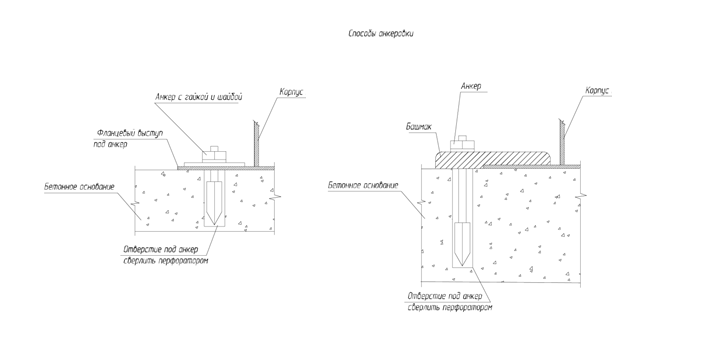 Способы анкеровки
Анкер с гайкой и шайбой
Корпус
Фланцевый выступ
под анкер
Бетонное основание
Отверстие под анкер
сверлить перфоратором
Анкер
Корпус
Башмак
Бетонное основание
Отверстие под анкер
сверлить перфоратором